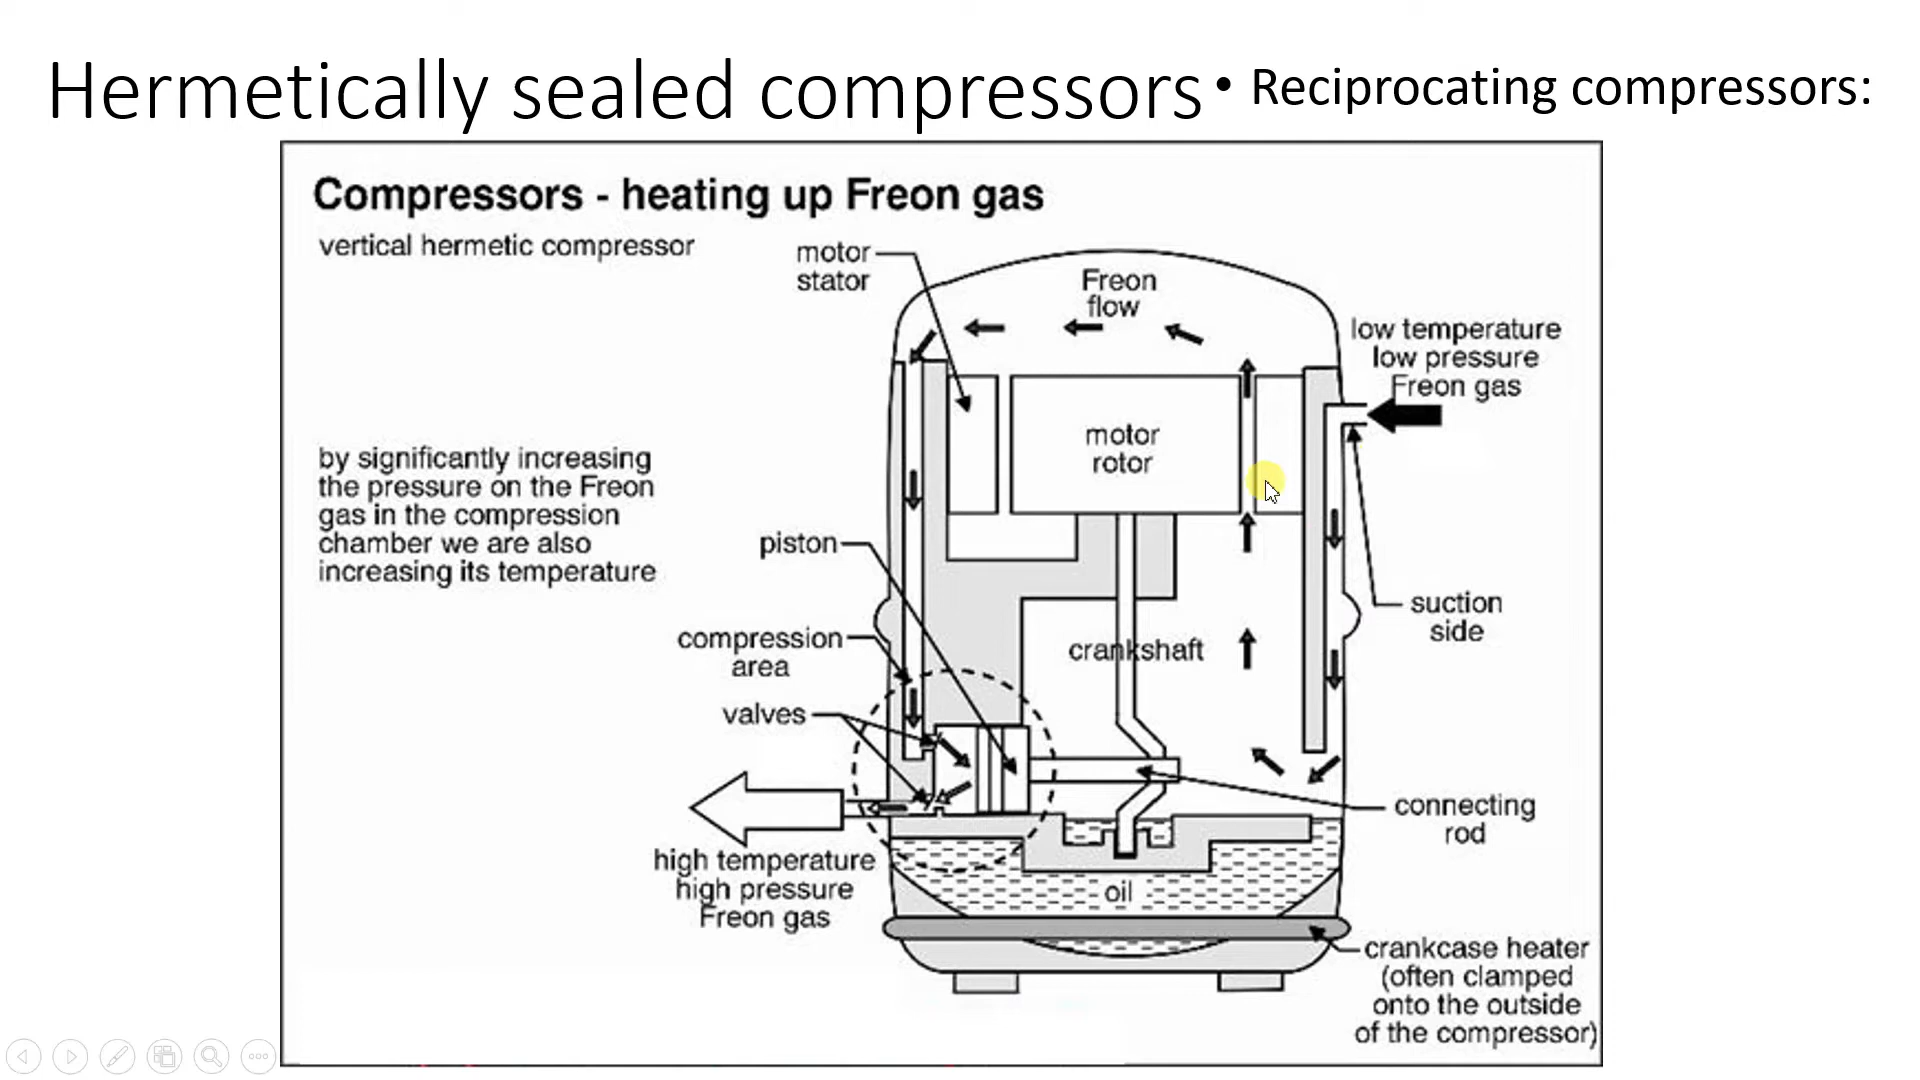 Hermetically sealed compressors
• Reciprocating compressors:
Compressors - heating up Freon gas
vertical hermetic compressor
motor
stator
Freon
flow
low temperature
low pressure
Freon gas
motor
rotor
by significantly increasing
the pressure on the Freon
gas in the compression
chamber we are also
increasing its temperature
piston
suction
side
compression
area
crankshaft
valves
connecting
rod
high temperature
high pressure
Freon gas
oil
crankcase heater
(often clamped
onto the outside
of the compressor)